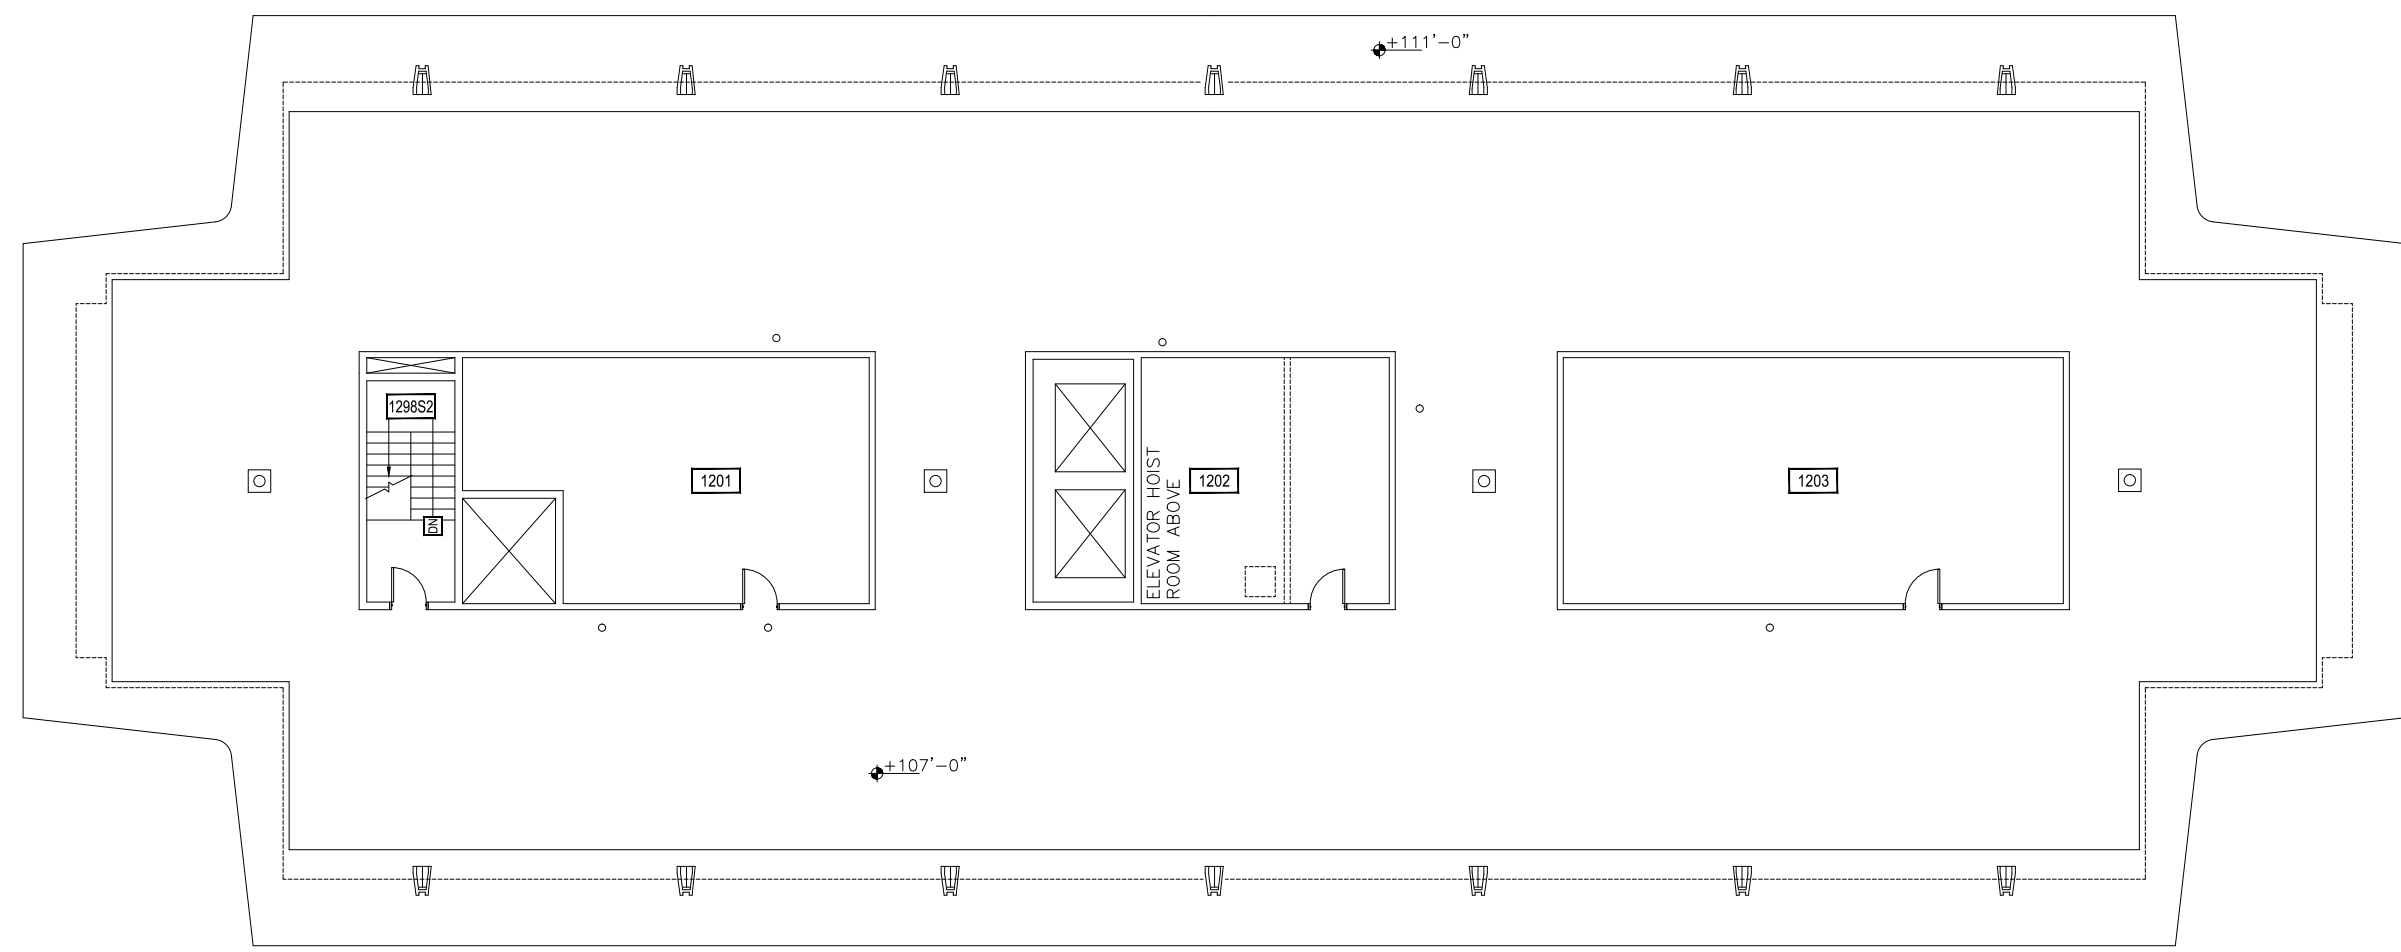 +111'-0"
1298S2
1201
ELEVATOR HOIST
ROOM ABOVE
1202
1203
DN
+107'-0"